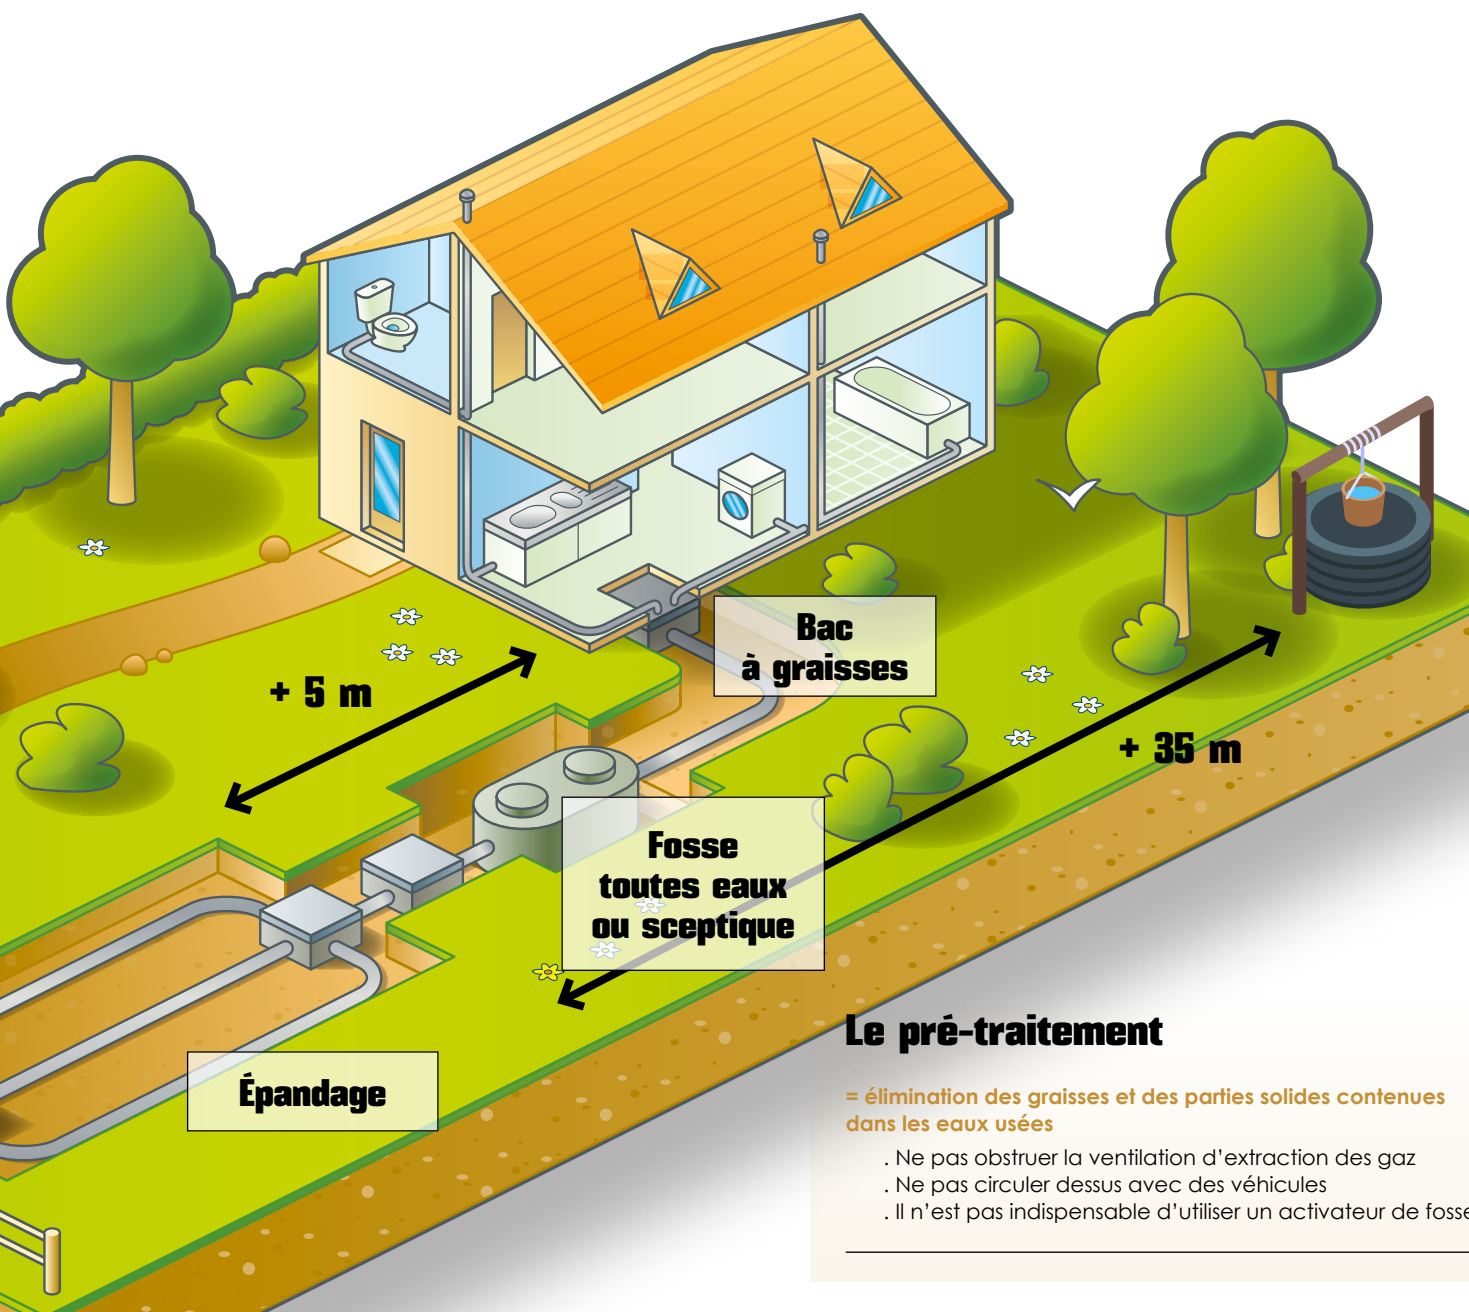 + 5 m
Bac
à graisses
+ 35 m
Fosse
toutes eaux
ou sceptique
Épandage
Le pré-traitement
= élimination des graisses et des parties solides contenues
dans les eaux usées
. Ne pas obstruer la ventilation d’extraction des gaz
. Ne pas circuler dessus avec des véhicules
. Il n’est pas indispensable d’utiliser un activateur de fosse